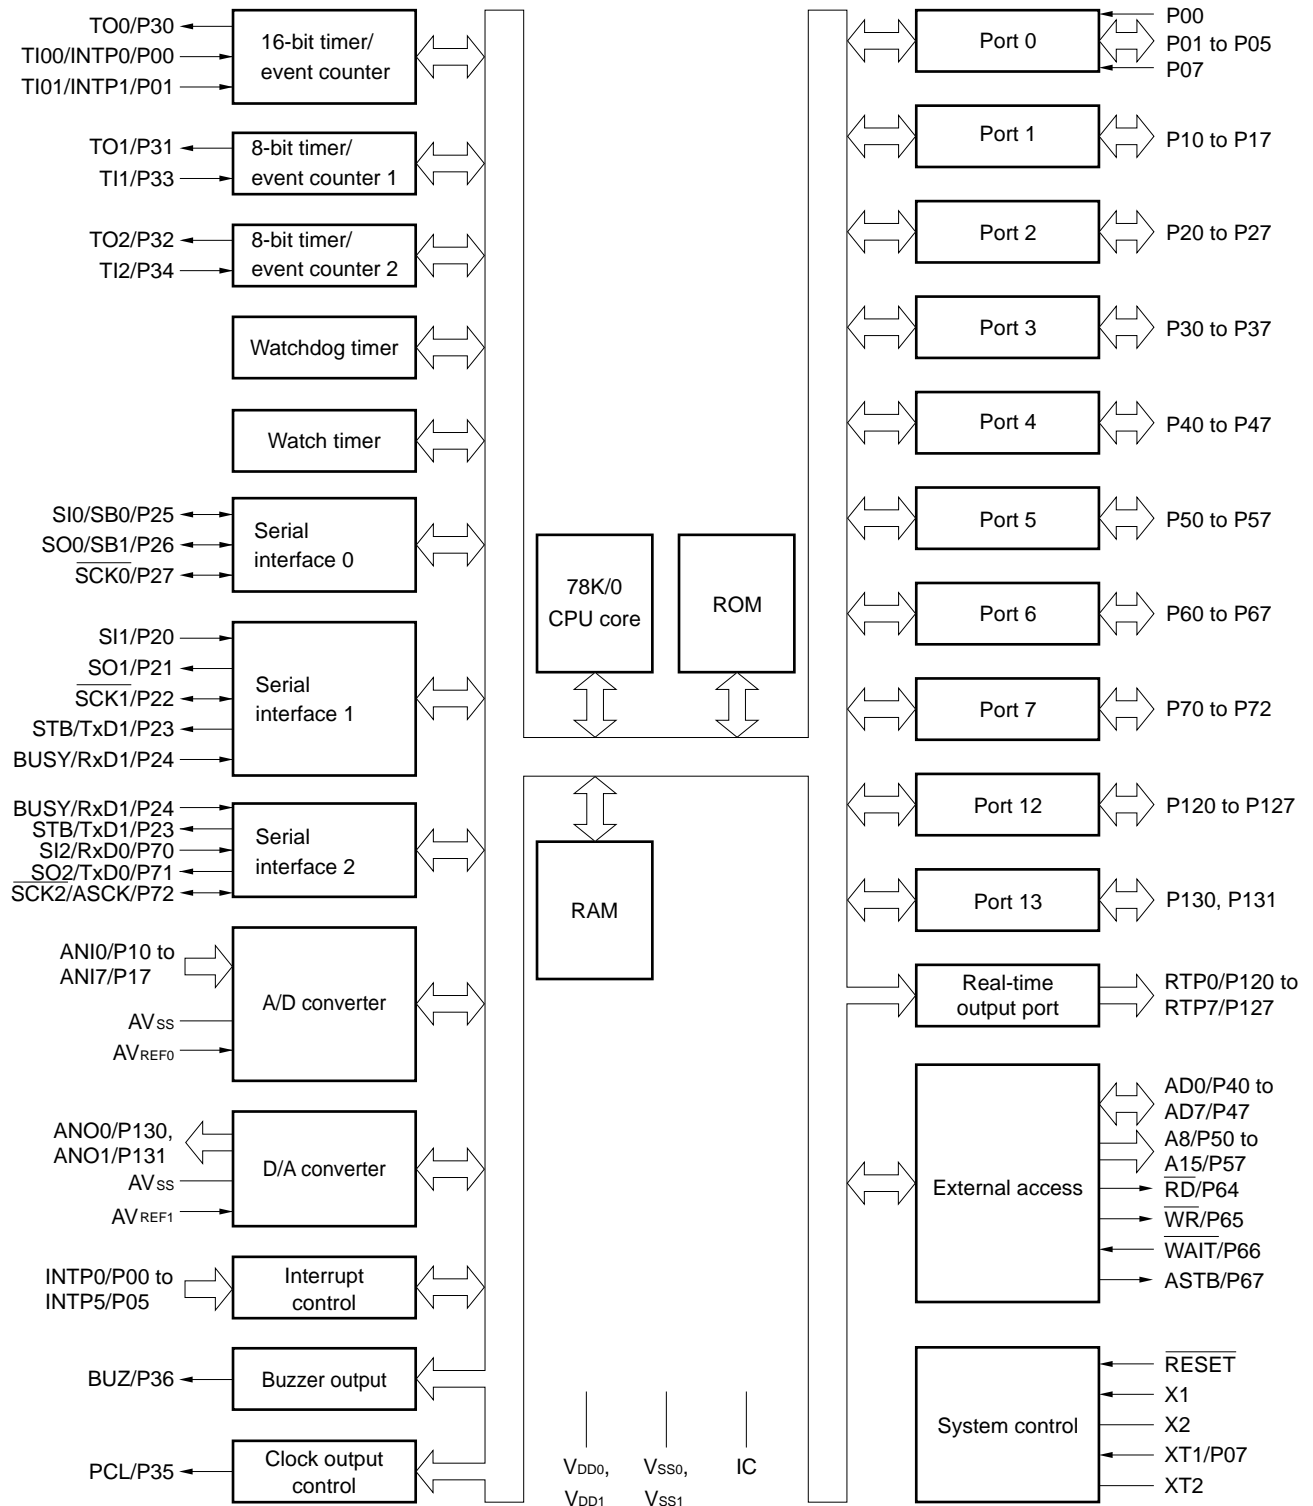 TO0/P30
TI00/INTP0/P00
TI01/INTP1/P01
16-bit timer/
event counter
TO1/P31
TI1/P33
8-bit timer/
event counter 1
TO2/P32
TI2/P34
8-bit timer/
event counter 2
Watchdog timer
Watch timer
SI0/SB0/P25
SO0/SB1/P26
SCK0/P27
Serial
interface 0
SI1/P20
SO1/P21
SCK1/P22
STB/TxD1/P23
BUSY/RxD1/P24
Serial
interface 1
BUSY/RxD1/P24
STB/TxD1/P23
SI2/RxD0/P70
SO2/TxD0/P71
SCK2/ASCK/P72
Serial
interface 2
ANI0/P10 to
ANI7/P17
AVSS
AVREF0
A/D converter
ANO0/P130,
ANO1/P131
AVSS
AVREF1
D/A converter
INTP0/P00 to
INTP5/P05
Interrupt
control
BUZ/P36
Buzzer output
PCL/P35
Clock output
control
78K/0
CPU core
ROM
RAM
VDD0,
VDD1
VSS0,
VSS1
IC
Port 0
P00
P01 to P05
P07
Port 1
P10 to P17
Port 2
P20 to P27
Port 3
P30 to P37
Port 4
P40 to P47
Port 5
P50 to P57
Port 6
P60 to P67
Port 7
P70 to P72
Port 12
P120 to P127
Port 13
P130, P131
Real-time
output port
RTP0/P120 to
RTP7/P127
External access
AD0/P40 to
AD7/P47
A8/P50 to
A15/P57
RD/P64
WR/P65
WAIT/P66
ASTB/P67
System control
RESET
X1
X2
XT1/P07
XT2